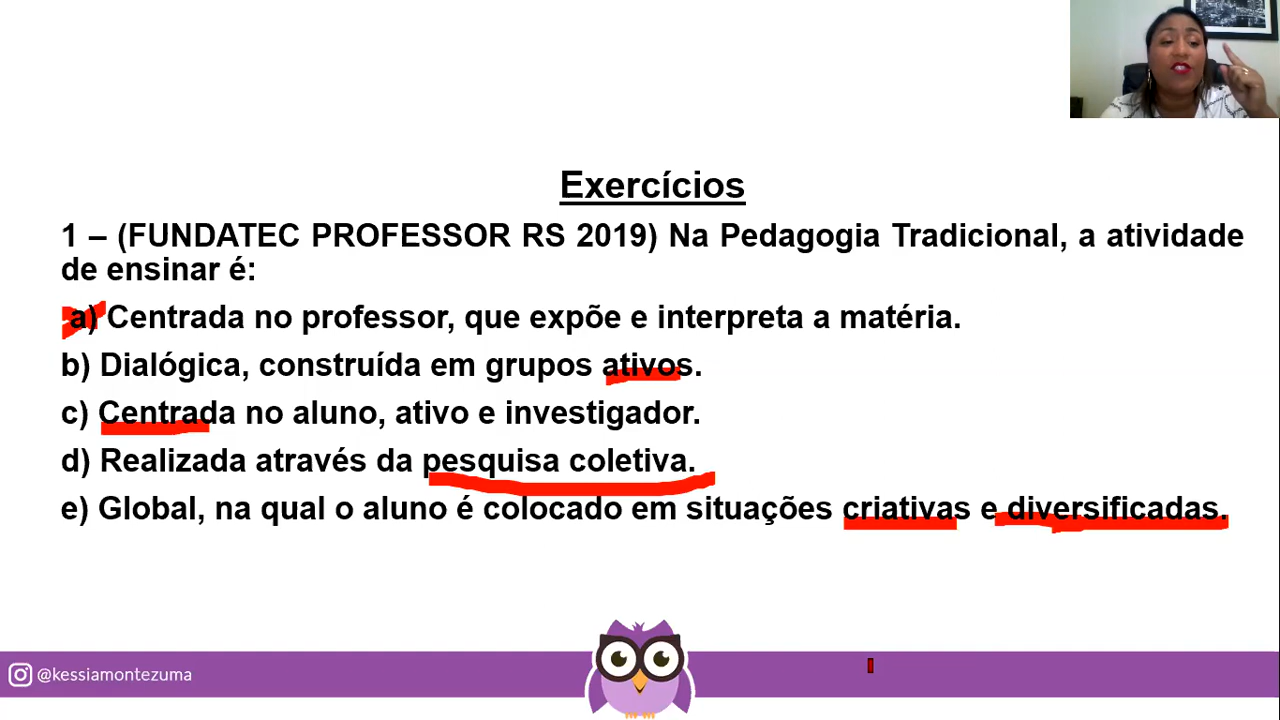 Exercícios
1 – (FUNDATEC PROFESSOR RS 2019) Na Pedagogia Tradicional, a atividade
de ensinar é:
a) Centrada no professor, que expõe e interpreta a matéria.
b) Dialógica, construída em grupos ativos.
c) Centrada no aluno, ativo e investigador.
d) Realizada através da pesquisa coletiva.
e) Global, na qual o aluno é colocado em situações criativas e diversificadas.
@kessiamontezuma